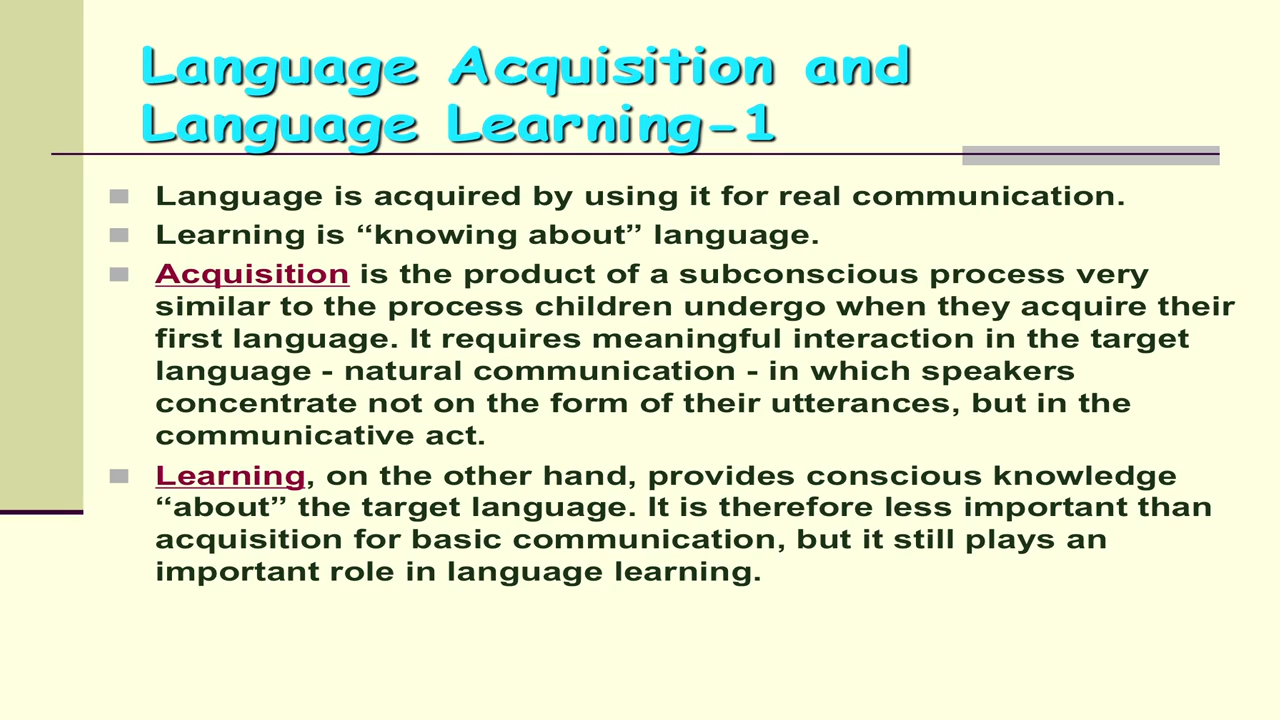 Language Acquisition and
Language Learning-1
Language is acquired by using it for real communication.
Learning is “knowing about” language.
Acquisition is the product of a subconscious process very
similar to the process children undergo when they acquire their
first language. It requires meaningful interaction in the target
language - natural communication - in which speakers
concentrate not on the form of their utterances, but in the
communicative act.
Learning, on the other hand, provides conscious knowledge
“about” the target language. It is therefore less important than
acquisition for basic communication, but it still plays an
important role in language learning.